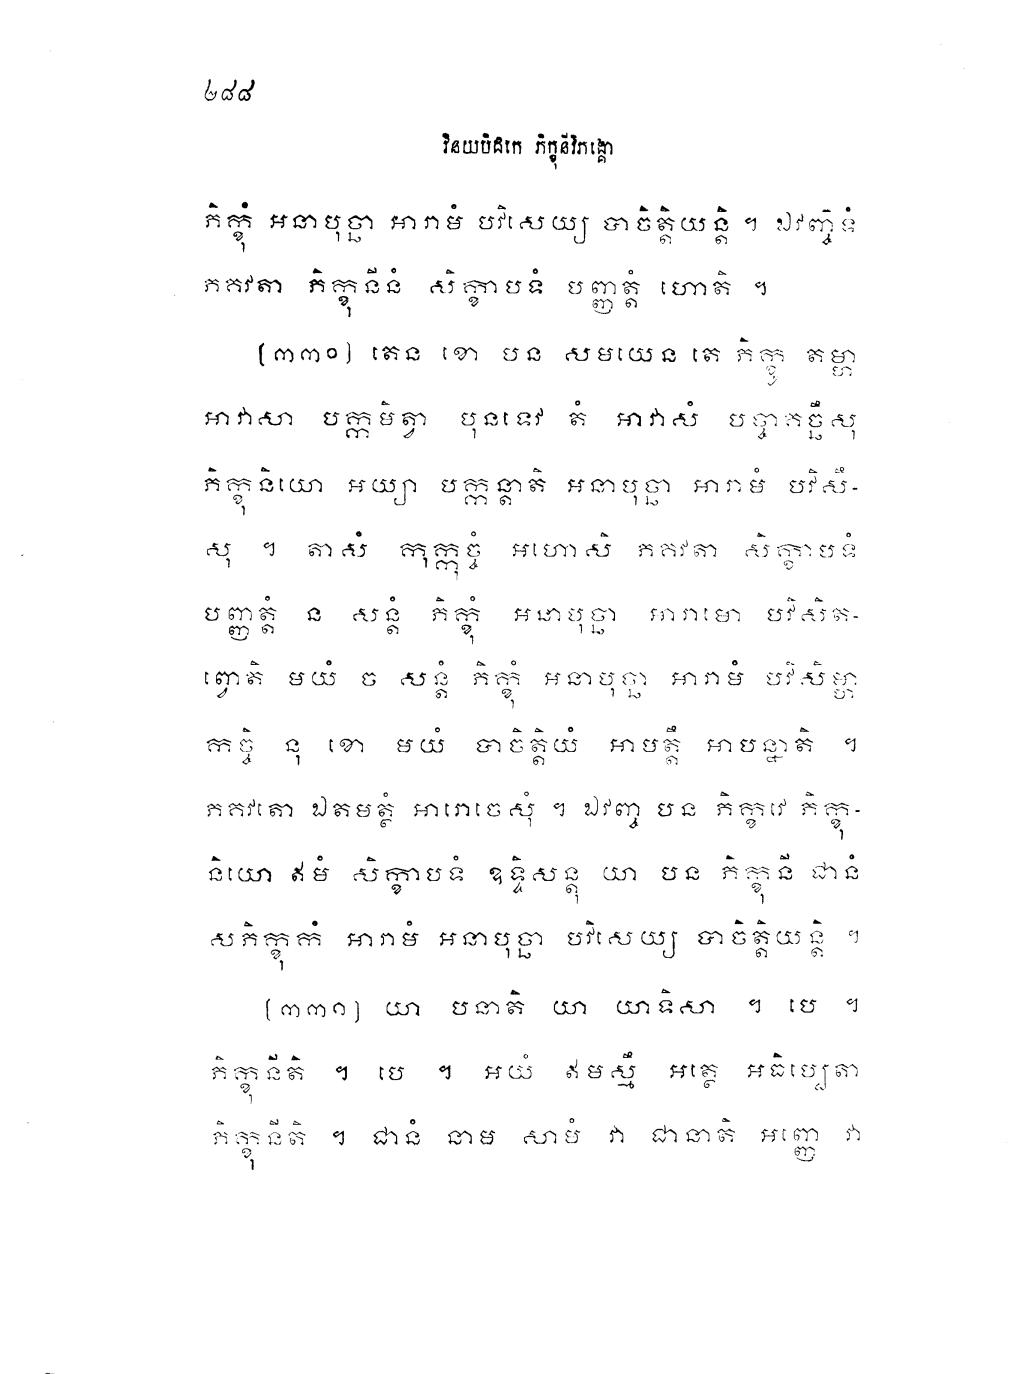 ២៨៨
វិនយបិដកេ ភិក្ខុនីវិភង្គោ
ភិក្ខុំ អនាបុច្ឆា អារាមំ បវិសេយ្យ បាចិត្តិយន្តិ ។ ឯវញ្ចិទំ
ភគវតា ភិក្ខុនីនំ សិក្ខាបទំ បញ្ញត្តំ ហោតិ ។
(៣៣០) តេន ខោ បន សមយេន តេ ភិក្ខូ តម្ហា
អាវាសា បក្កមិត្វា បុនទេវ តំ អាវាសំ បច្ចាគច្ឆឹសុ
ភិក្ខុនិយោ អយ្យា បក្កន្តាតិ អនាបុច្ឆា អារាមំ បវិសឹ-
សុ ។ តាសំ កុក្កុច្ចំ អហោសិ ភគវតា សិក្ខាបទំ
បញ្ញត្តំ ន សន្តំ ភិក្ខុំ អនាបុច្ឆា អារាមោ បវិសិត-
ព្វោតិ មយំ ច សន្តំ ភិក្ខុំ អនាបុច្ឆា អារាមំ បវិសិម្ហា
កច្ចិ នុ ខោ មយំ បាចិត្តិយំ អាបត្តឹ អាបន្នាតិ ។
ភគវតោ ឯតមត្ថំ អារោចេសុំ ។ ឯវញ្ច បន ភិក្ខវេ ភិក្ខុ-
និយោ ឥមំ សិក្ខាបទំ ឧទ្ទិសន្តុ យា បន ភិក្ខុនី ជានំ
សភិក្ខុកំ អារាមំ អនាបុច្ឆា បវិសេយ្យ បាចិត្តិយន្តិ ។
(៣៣១) យា បនាតិ យា យាទិសា ។ បេ ។
ភិក្ខុនីតិ ។ បេ ។ អយំ ឥមស្មឹ អត្ថេ អធិប្បេតា
ភិក្ខុនីតិ ។ ជានំ នាម សាមំ វា ជានាតិ អញ្ញេ វា